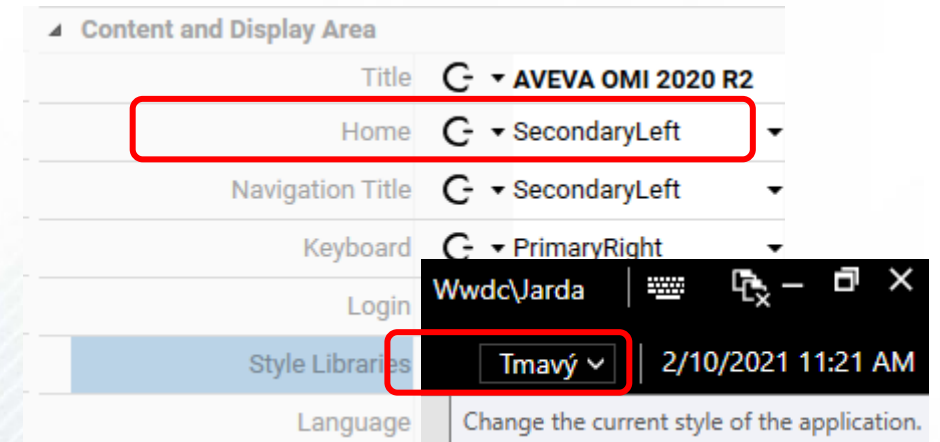 Content and Display Area
Title AVEVA OMI 2020 R2
Home SecondaryLeft
Navigation Title SecondaryLeft
Keyboard PrimaryRight
Login
Style Libraries
Language
Wwdc\Jarda
Tmavý 2/10/2021 11:21 AM
Change the current style of the application.